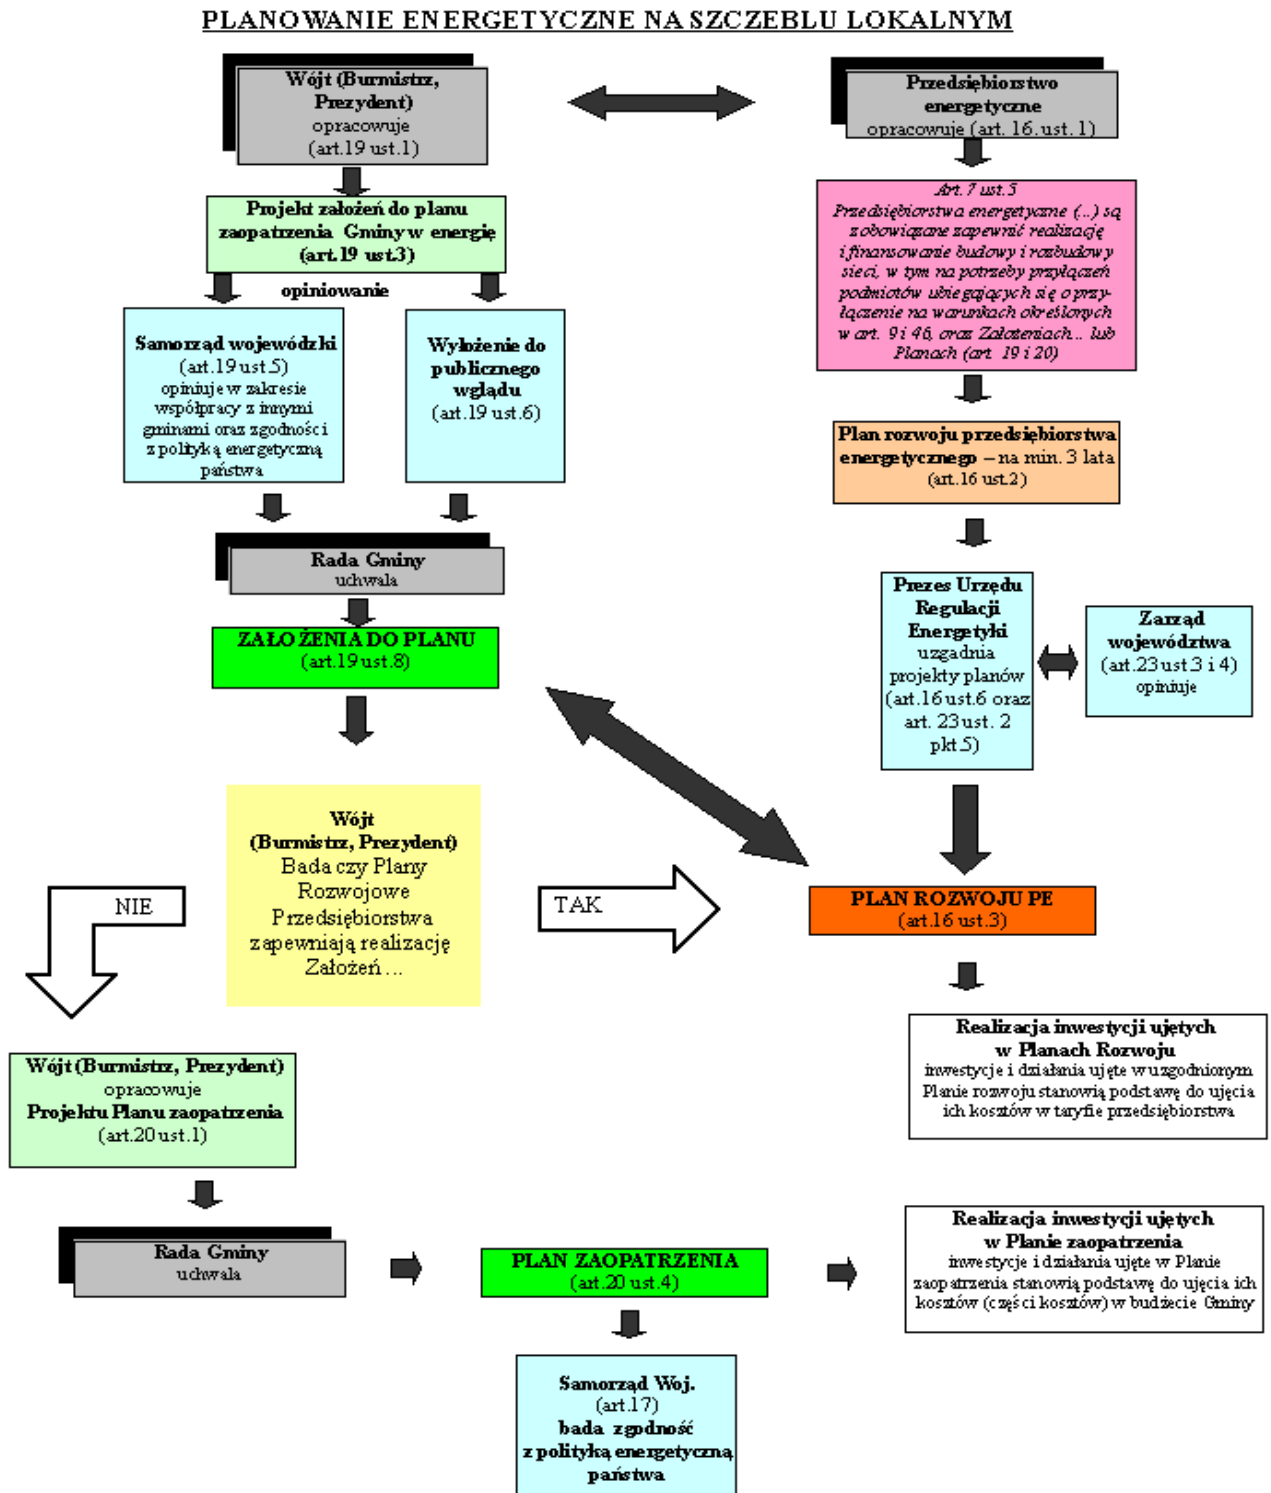 PLANOWANIE ENERGETYCZNE NA SZCZEBLU LOKALNYM
Wójt (Burmistrz,
Prezydent)
opracowuje
(art.19 ust.1)
Przedsiębiorstwo
energetyczne
opracowuje (art. 16. ust. 1)
Projekt założeń do planu
zaopatrzenia Gminy w energię
(art.19 ust.3)
opiniowanie
Samorząd wojewódzki
(art.19 ust.5)
opiniuje w zakresie
współpracy z innymi
gminami oraz zgodności
z polityką energetyczną
państwa
Wyłożenie do
publicznego
wglądu
(art.19 ust.6)
Art. 7 ust.5
Przedsiębiorstwa energetyczne (...) są
zobowiązane zapewnić realizację
i finansowanie budowy i rozbudowy
sieci, w tym na potrzeby przyłączeń
podmiotów ubiegających się o przy-
łączenie na warunkach określonych
w art. 9 i 46, oraz Założeniach... lub
Planach (art. 19 i 20)
Plan rozwoju przedsiębiorstwa
energetycznego – na min. 3 lata
(art.16 ust.2)
Rada Gminy
uchwala
ZAŁOŻENIA DO PLANU
(art.19 ust.8)
Prezes Urzędu
Regulacji
Energetyki
uzgadnia
projekty planów
(art.16 ust.6 oraz
art. 23 ust. 2
pkt.5)
Zarząd
województwa
(art.23 ust.3 i 4)
opiniuje
Wójt
(Burmistrz, Prezydent)
Bada czy Plany
Rozwojowe
Przedsiębiorstwa
zapewniają realizację
Założeń ...
NIE
TAK
PLAN ROZWOJU PE
(art.16 ust.3)
Realizacja inwestycji ujętych
w Planach Rozwoju
inwestycje i działania ujęte w uzgodnionym
Planie rozwoju stanowią podstawę do ujęcia
ich kosztów w taryfie przedsiębiorstwa
Wójt (Burmistrz, Prezydent)
opracowuje
Projektu Planu zaopatrzenia
(art.20 ust.1)
Rada Gminy
uchwala
PLAN ZAOPATRZENIA
(art.20 ust.4)
Realizacja inwestycji ujętych
w Planie zaopatrzenia
inwestycje i działania ujęte w Planie
zaopatrzenia stanowią podstawę do ujęcia ich
kosztów (części kosztów) w budżecie Gminy
Samorząd Woj.
(art.17)
bada zgodność
z polityką energetyczną
państwa